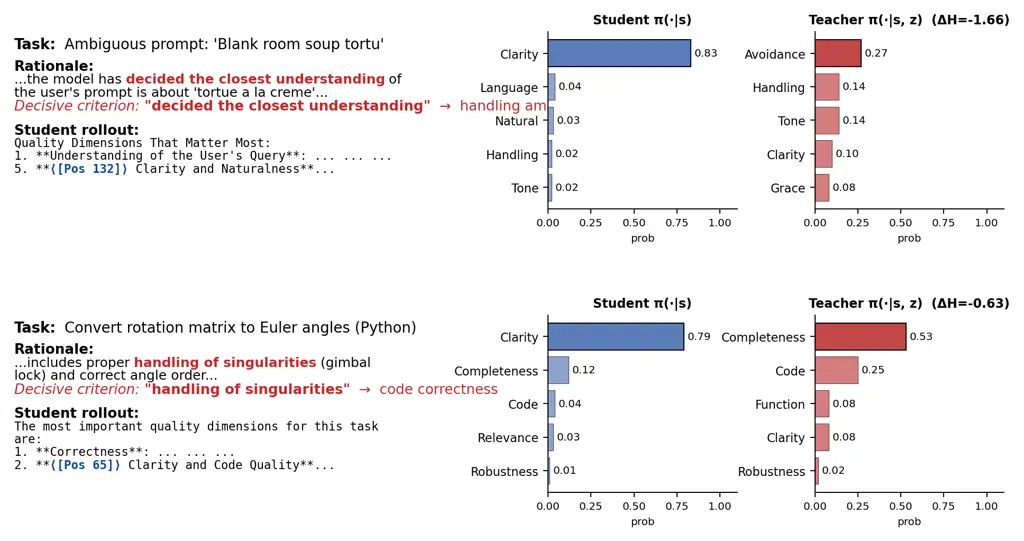 Task: Ambiguous prompt: 'Blank room soup tortu'
Rationale:
...the model has decided the closest understanding of
the user's prompt is about 'tortue a la creme'...
Decisive criterion: "decided the closest understanding" → handling am
Student rollout:
Quality Dimensions That Matter Most:
1. **Understanding of the User's Query**: ... ... ...
5. **⟨[Pos 132]⟩ Clarity and Naturalness**...
Student π(·|s)
Clarity 0.83
Language 0.04
Natural 0.03
Handling 0.02
Tone 0.02
0.00 0.25 0.50 0.75 1.00
prob
Teacher π(·|s, z) (ΔH=-1.66)
Avoidance 0.27
Handling 0.14
Tone 0.14
Clarity 0.10
Grace 0.08
0.00 0.25 0.50 0.75 1.00
prob
Task: Convert rotation matrix to Euler angles (Python)
Rationale:
...includes proper handling of singularities (gimbal
lock) and correct angle order...
Decisive criterion: "handling of singularities" → code correctness
Student rollout:
The most important quality dimensions for this task
are:
1. **Correctness**: ... ... ...
2. **⟨[Pos 65]⟩ Clarity and Code Quality**...
Student π(·|s)
Clarity 0.79
Completeness 0.12
Code 0.04
Relevance 0.03
Robustness 0.01
0.00 0.25 0.50 0.75 1.00
prob
Teacher π(·|s, z) (ΔH=-0.63)
Completeness 0.53
Code 0.25
Function 0.08
Clarity 0.08
Robustness 0.02
0.00 0.25 0.50 0.75 1.00
prob